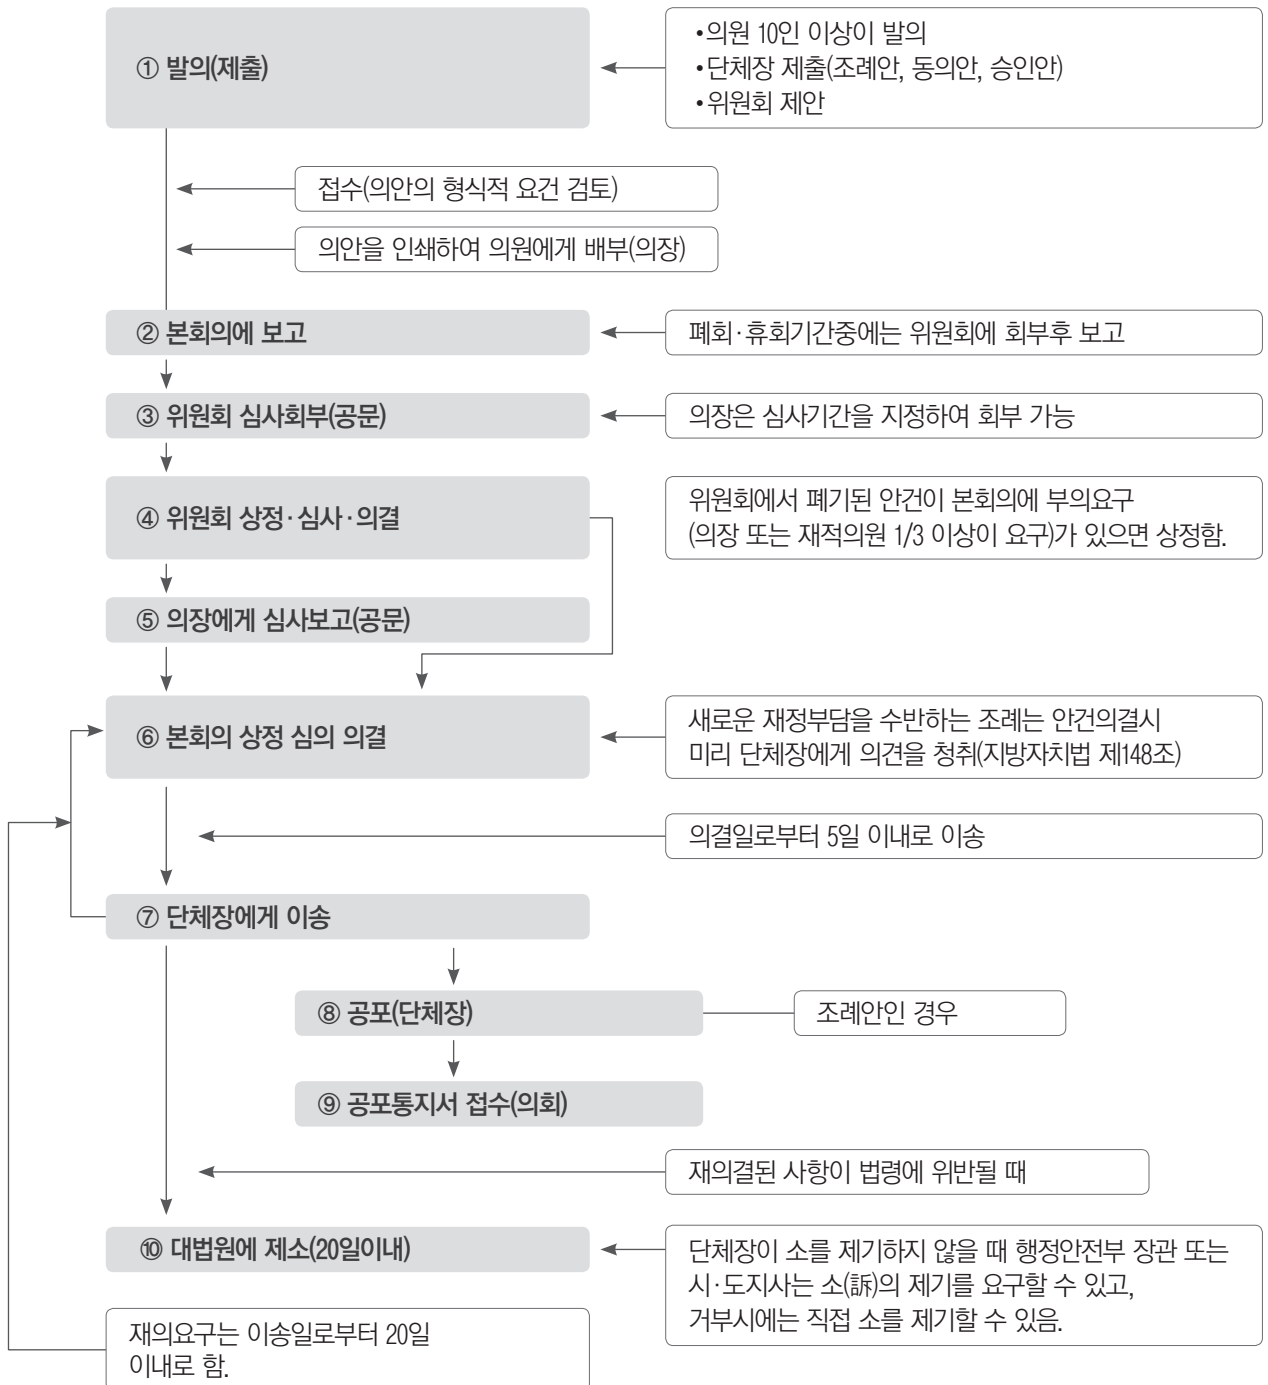 ① 발의(제출)
•의원 10인 이상이 발의
•단체장 제출(조례안, 동의안, 승인안)
•위원회 제안
접수(의안의 형식적 요건 검토)
의안을 인쇄하여 의원에게 배부(의장)
② 본회의에 보고
폐회·휴회기간중에는 위원회에 회부후 보고
③ 위원회 심사회부(공문)
의장은 심사기간을 지정하여 회부 가능
④ 위원회 상정·심사·의결
위원회에서 폐기된 안건이 본회의에 부의요구
(의장 또는 재적의원 1/3 이상이 요구)가 있으면 상정함.
⑤ 의장에게 심사보고(공문)
⑥ 본회의 상정 심의 의결
새로운 재정부담을 수반하는 조례는 안건의결시
미리 단체장에게 의견을 청취(지방자치법 제148조)
의결일로부터 5일 이내로 이송
⑦ 단체장에게 이송
⑧ 공포(단체장)
조례안인 경우
⑨ 공포통지서 접수(의회)
재의결된 사항이 법령에 위반될 때
⑩ 대법원에 제소(20일이내)
단체장이 소를 제기하지 않을 때 행정안전부 장관 또는
시·도지사는 소(訴)의 제기를 요구할 수 있고,
거부시에는 직접 소를 제기할 수 있음.
재의요구는 이송일로부터 20일
이내로 함.